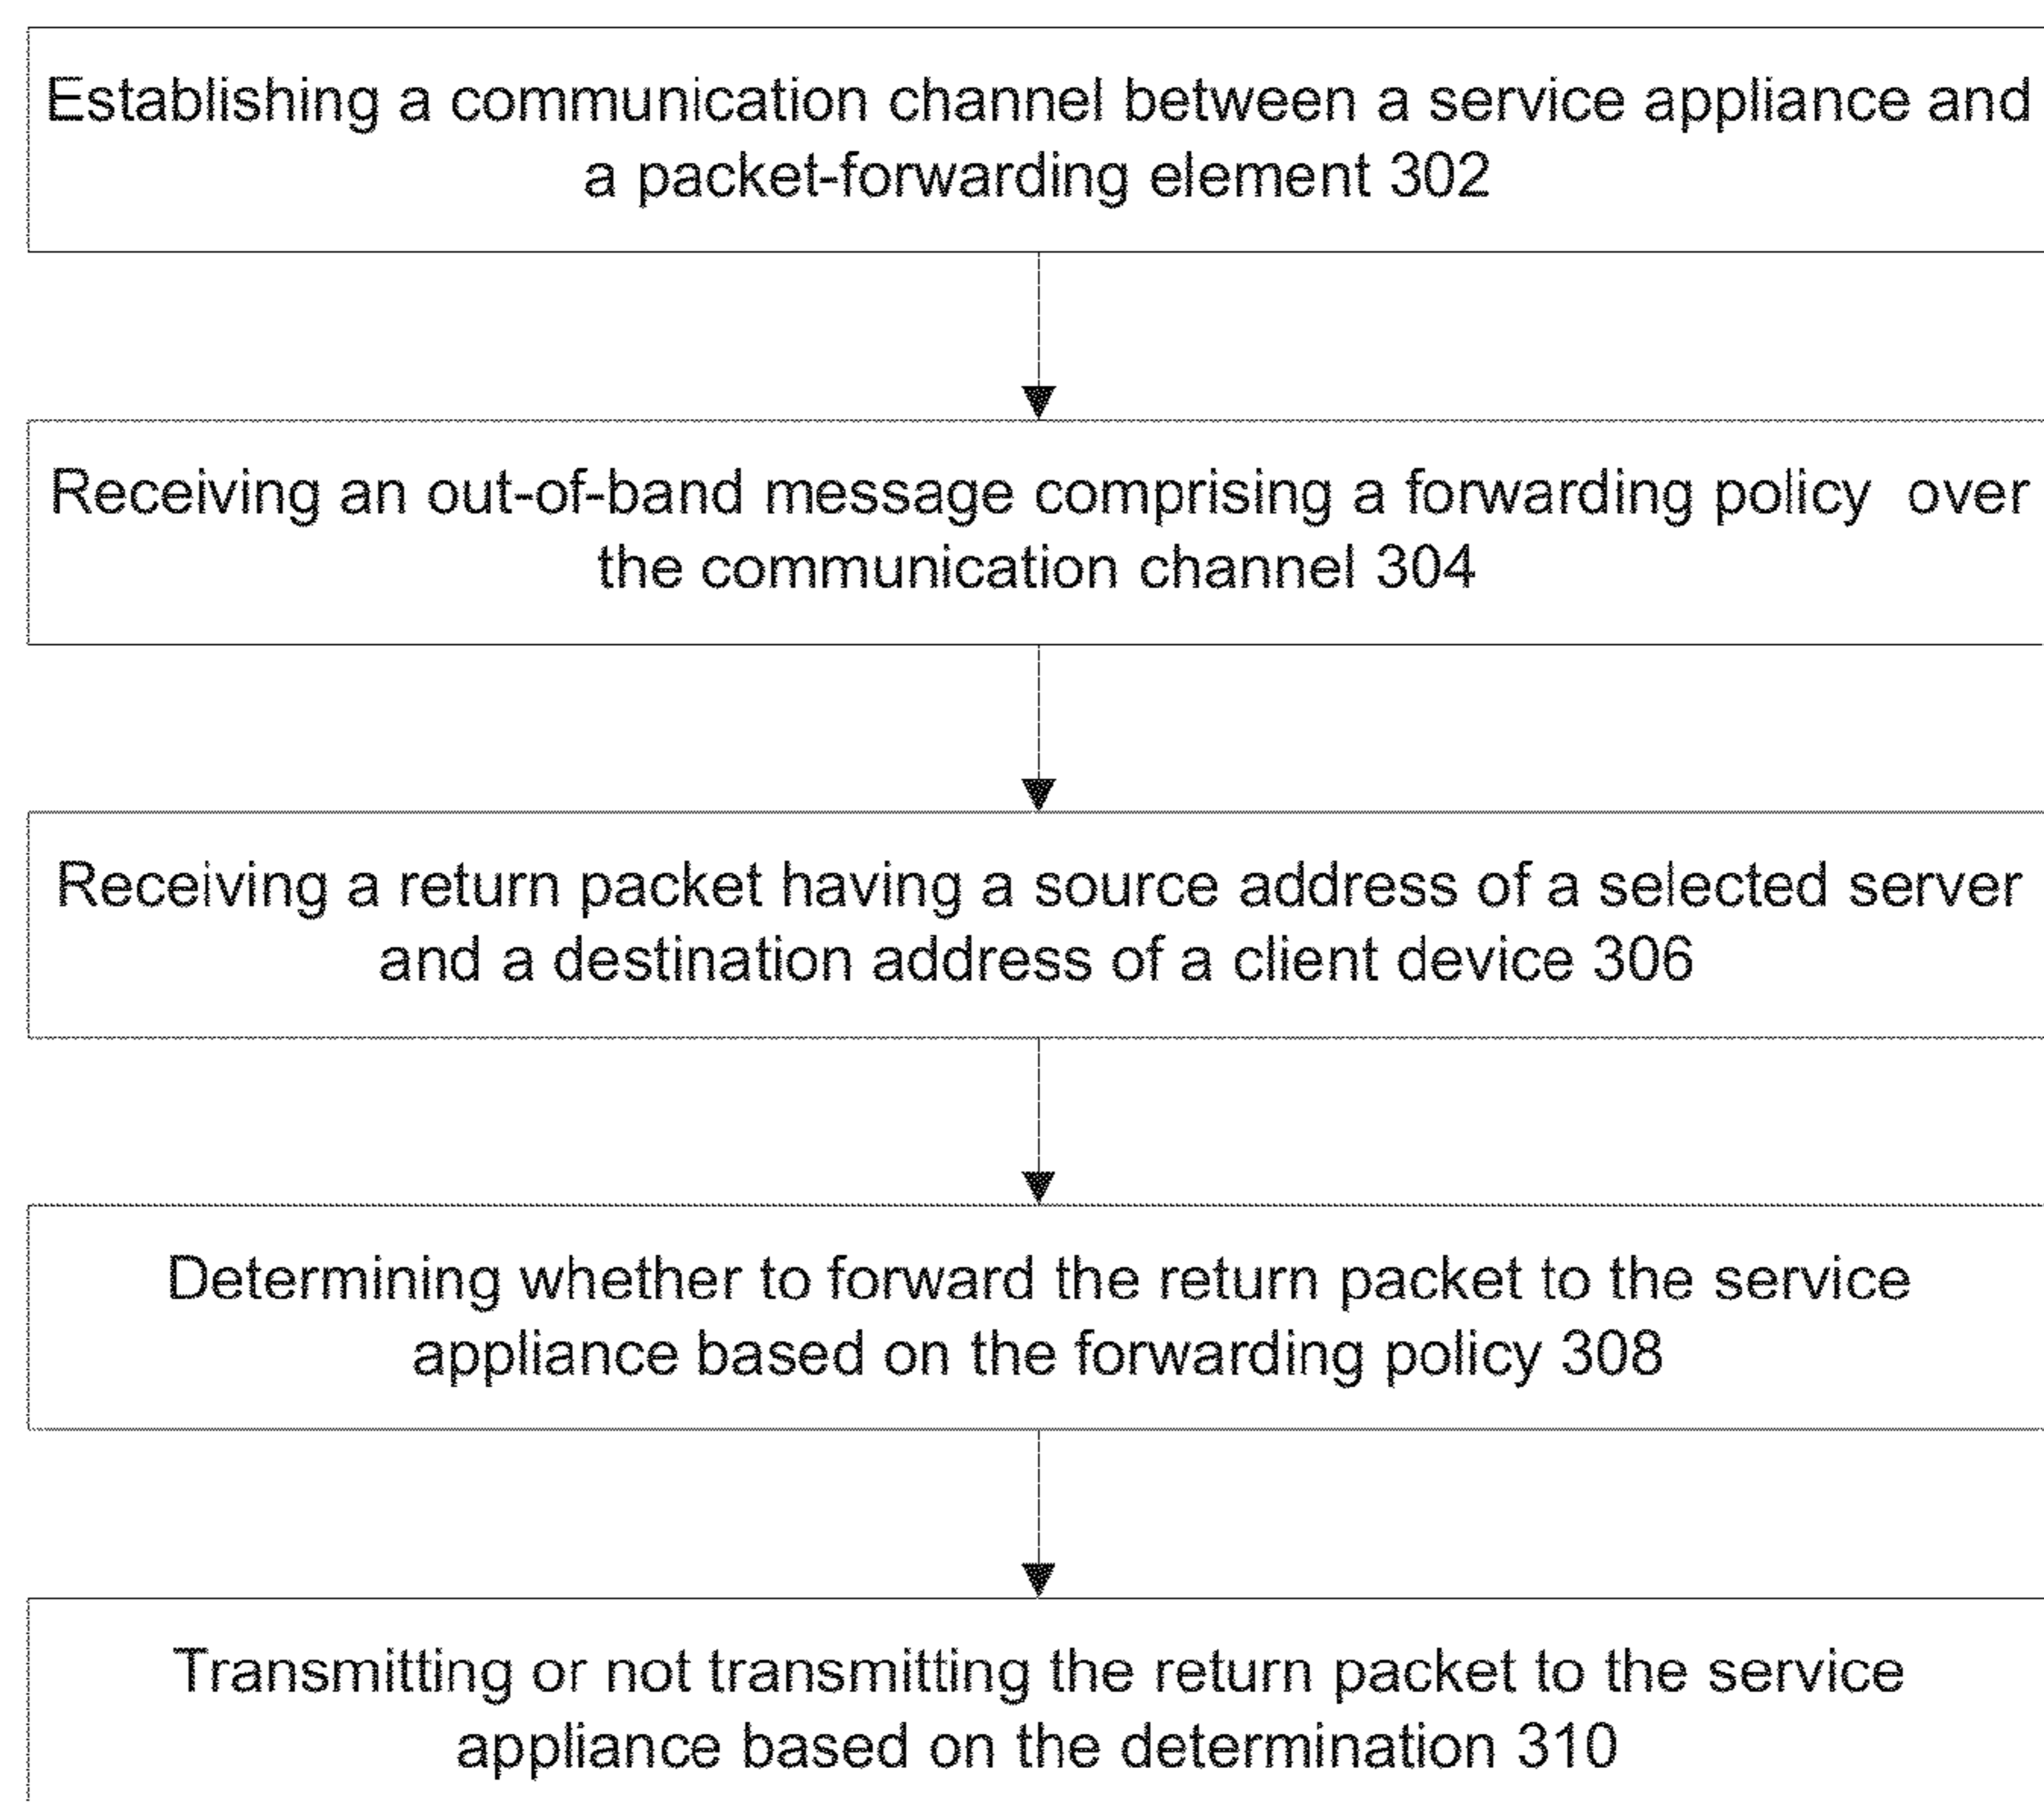 Establishing a communication channel between a service appliance and
a packet-forwarding element 302
Receiving an out-of-band message comprising a forwarding policy  over
the communication channel 304
Receiving a return packet having a source address of a selected server
and a destination address of a client device 306
Determining whether to forward the return packet to the service
appliance based on the forwarding policy 308
Transmitting or not transmitting the return packet to the service
appliance based on the determination 310